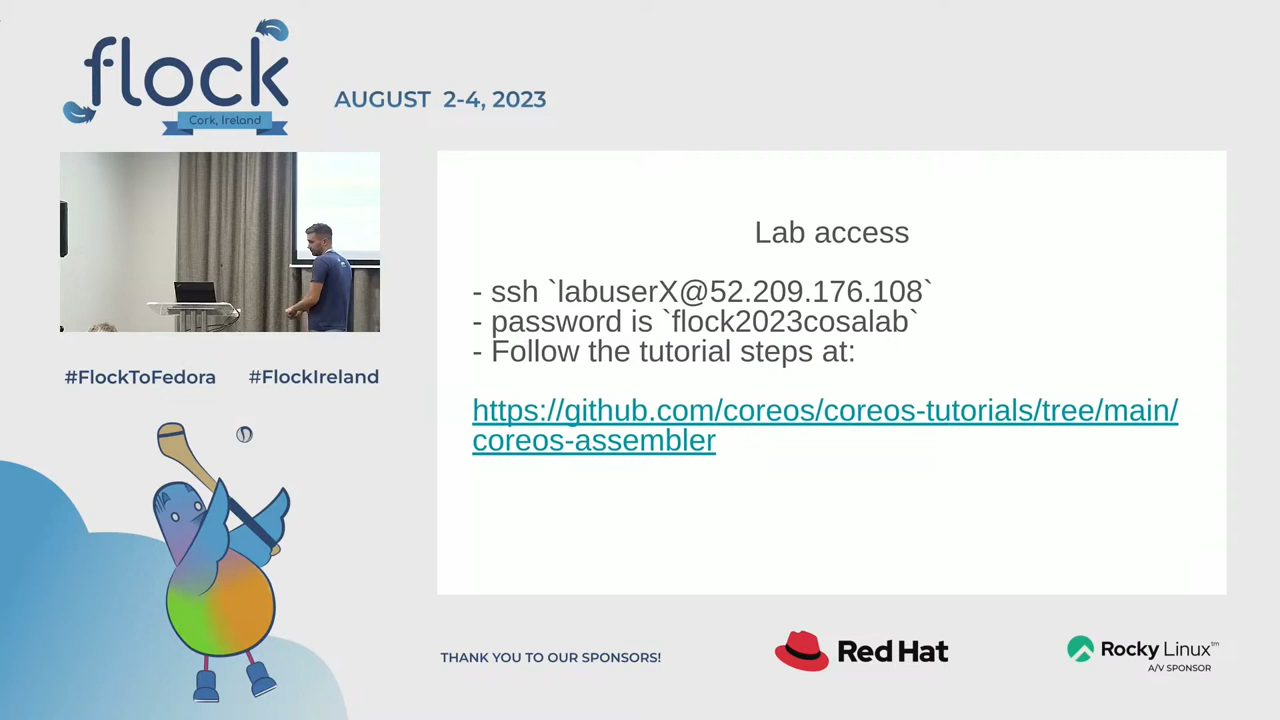 flock
Cork, Ireland
AUGUST 2-4, 2023
#FlockToFedora #FlockIreland
Lab access
- ssh `labuserX@52.209.176.108`
- password is `flock2023cosalab`
- Follow the tutorial steps at:
https://github.com/coreos/coreos-tutorials/tree/main/
coreos-assembler
THANK YOU TO OUR SPONSORS!
Red Hat
Rocky Linux™
A/V SPONSOR